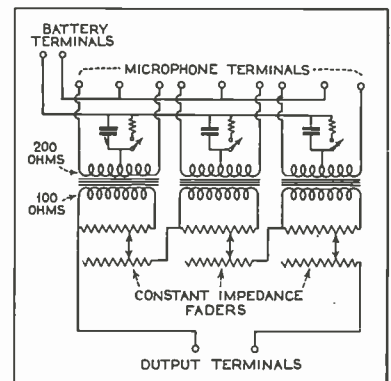 BATTERY
TERMINALS
MICROPHONE TERMINALS
200
OHMS
100
OHMS
CONSTANT IMPEDANCE
FADERS
OUTPUT TERMINALS